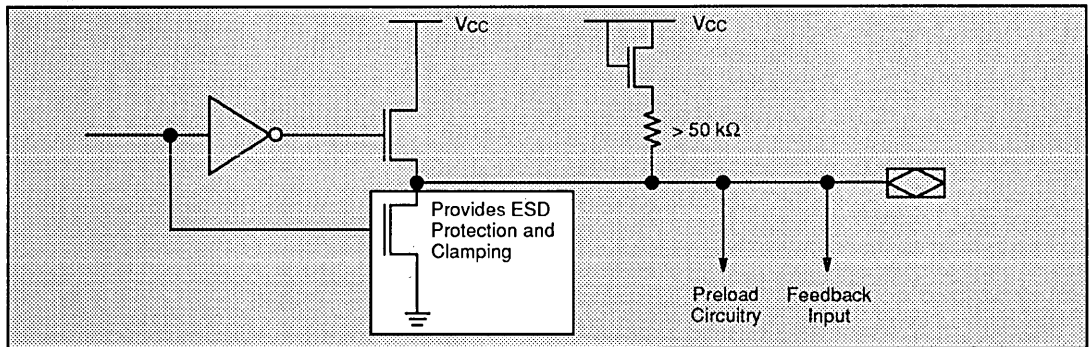 Vcc
Vcc
> 50 kΩ
Provides ESD
Protection and
Clamping
Preload
Circuitry
Feedback
Input